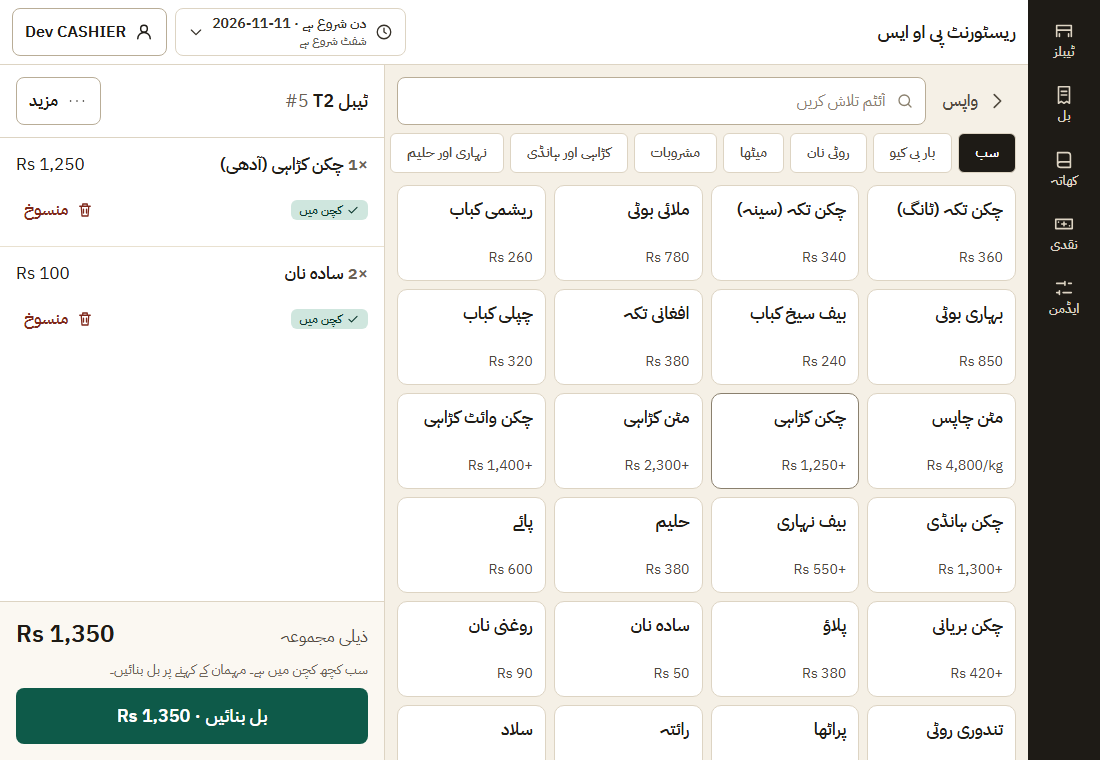 ریسٹورنٹ پی او ایس
دن شروع ہے · 2026-11-11
شفٹ شروع ہے
Dev CASHIER
ٹیبلز
بل
کھاتہ
نقدی
ایڈمن
واپس
آئٹم تلاش کریں
سب
بار بی کیو
روٹی نان
میٹھا
مشروبات
کڑاہی اور ہانڈی
نہاری اور حلیم
چکن تکہ (ٹانگ)
Rs 360
چکن تکہ (سینہ)
Rs 340
ملائی بوٹی
Rs 780
ریشمی کباب
Rs 260
بہاری بوٹی
Rs 850
بیف سیخ کباب
Rs 240
افغانی تکہ
Rs 380
چپلی کباب
Rs 320
مٹن چاپس
Rs 4,800/kg
چکن کڑاہی
Rs 1,250+
مٹن کڑاہی
Rs 2,300+
چکن وائٹ کڑاہی
Rs 1,400+
چکن ہانڈی
Rs 1,300+
بیف نہاری
Rs 550+
حلیم
Rs 380
پائے
Rs 600
چکن بریانی
Rs 420+
پلاؤ
Rs 380
سادہ نان
Rs 50
روغنی نان
Rs 90
تندوری روٹی
پراٹھا
رائتہ
سلاد
ٹیبل T2 #5
··· مزید
1× چکن کڑاہی (آدھی)
Rs 1,250
کچن میں
منسوخ
2× سادہ نان
Rs 100
کچن میں
منسوخ
ذیلی مجموعہ
Rs 1,350
سب کچھ کچن میں ہے۔ مہمان کے کہنے پر بل بنائیں۔
بل بنائیں · Rs 1,350